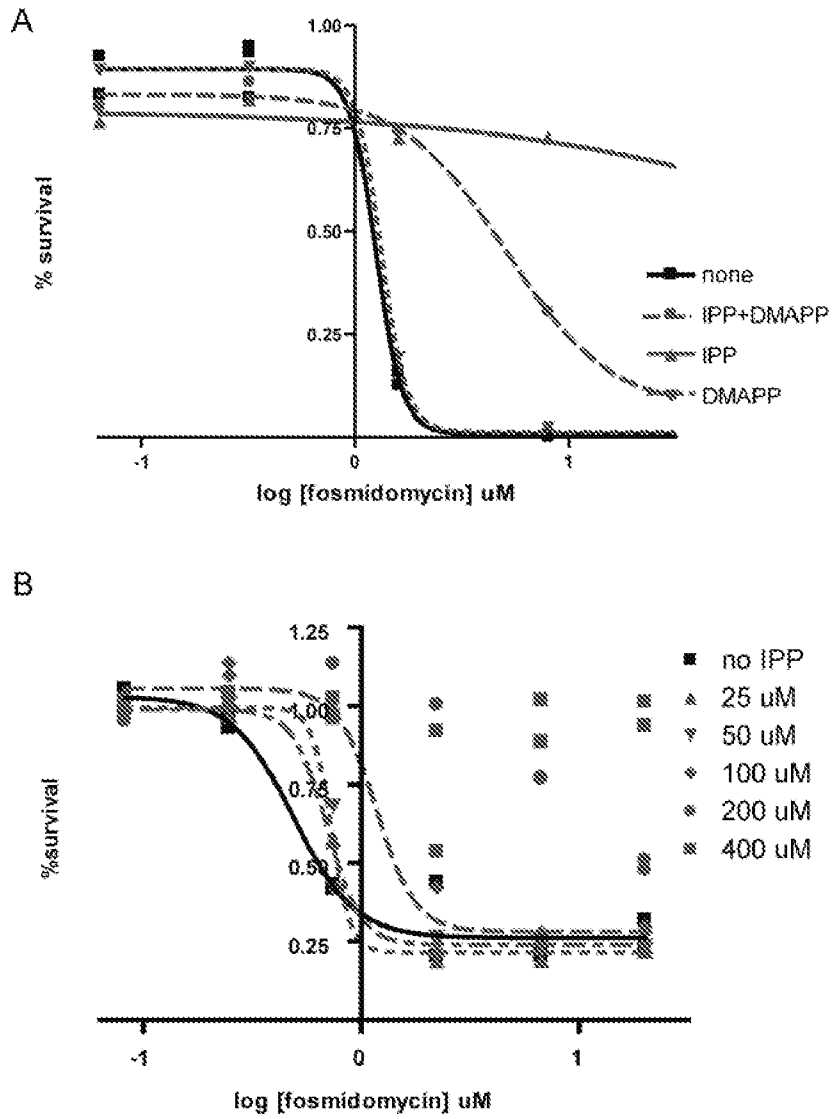 A
1.00
0.75
0.50
0.25
% survival
none
IPP+DMAPP
IPP
DMAPP
-1
0
1
log [fosmidomycin] uM
B
1.25
1.00
0.75
0.50
0.25
%survival
no IPP
25 uM
50 uM
100 uM
200 uM
400 uM
-1
0
1
log [fosmidomycin] uM